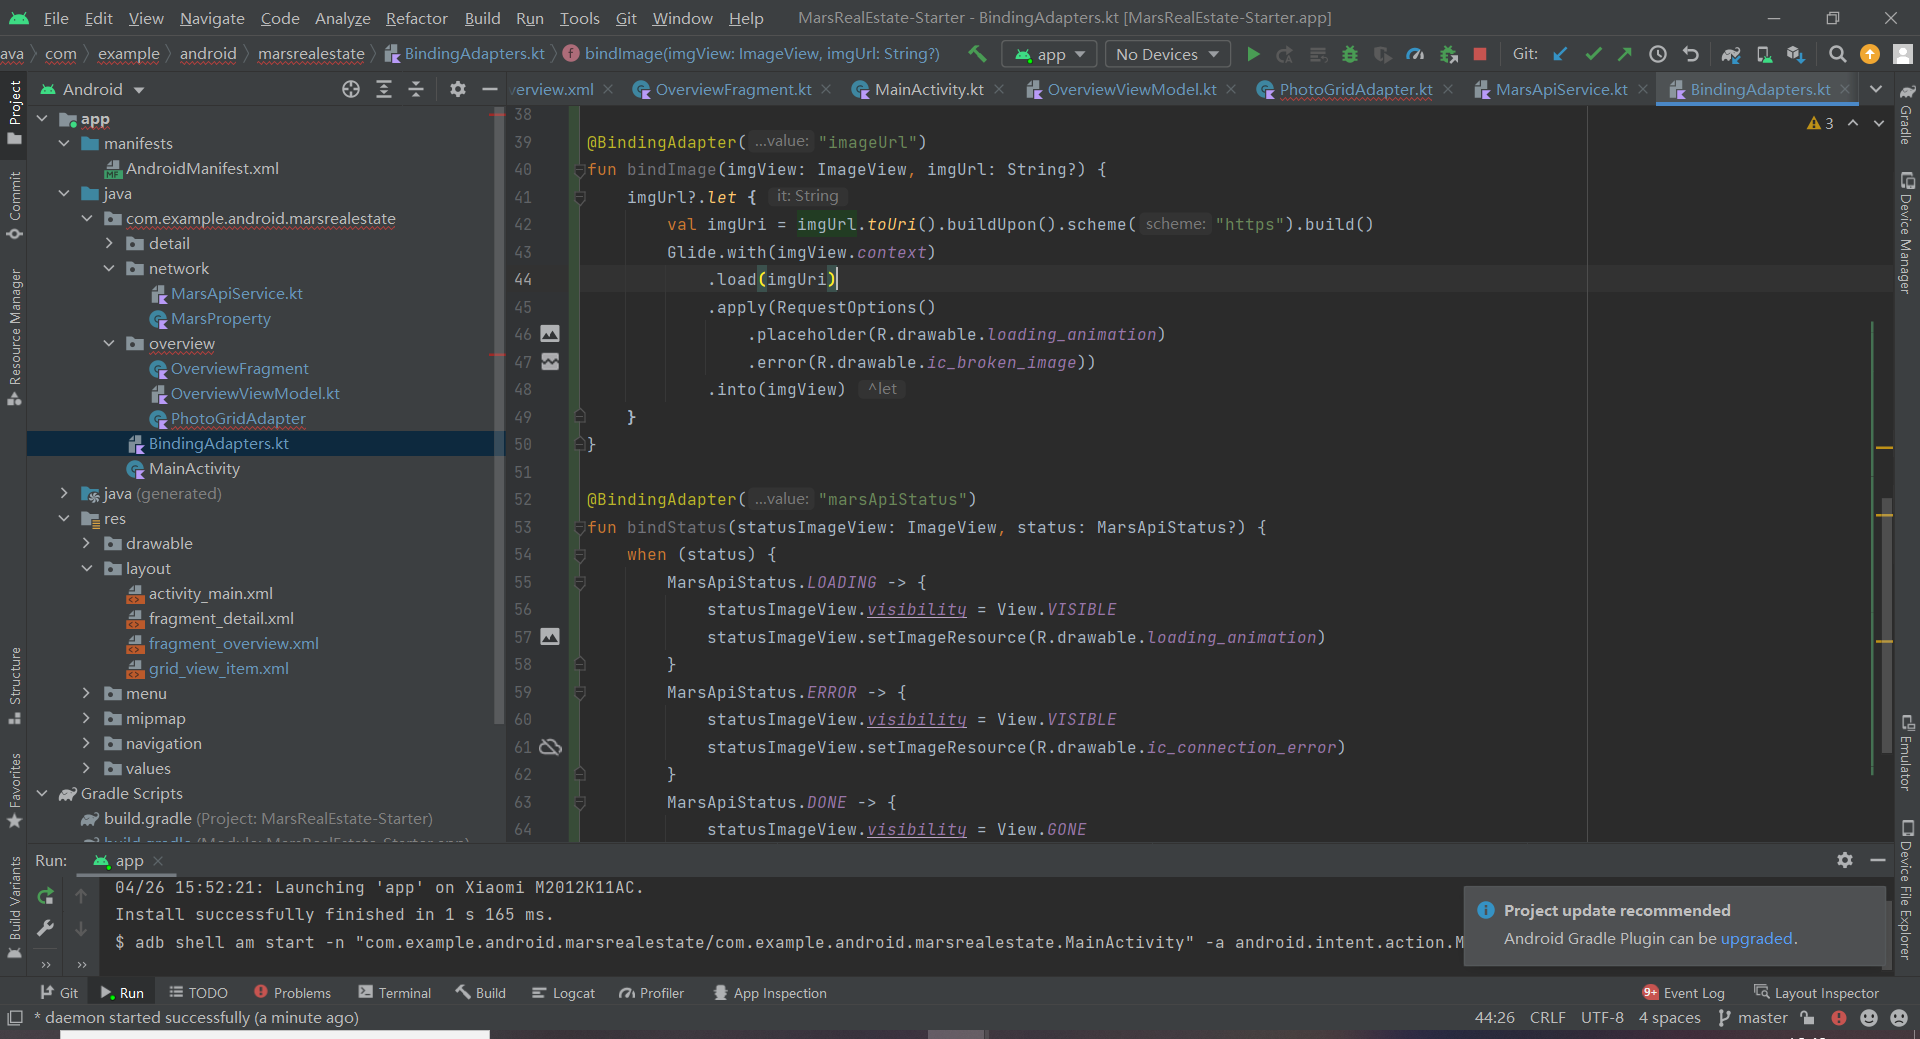 File Edit View Navigate Code Analyze Refactor Build Run Tools Git Window Help MarsRealEstate-Starter - BindingAdapters.kt [MarsRealEstate-Starter.app]
ava com example android marsrealestate BindingAdapters.kt bindImage(imgView: ImageView, imgUrl: String?) app No Devices Git:
Android
verview.xml OverviewFragment.kt MainActivity.kt OverviewViewModel.kt PhotoGridAdapter.kt MarsApiService.kt BindingAdapters.kt
Project
Commit
Resource Manager
Structure
Favorites
Build Variants
app
manifests
AndroidManifest.xml
java
com.example.android.marsrealestate
detail
network
MarsApiService.kt
MarsProperty
overview
OverviewFragment
OverviewViewModel.kt
PhotoGridAdapter
BindingAdapters.kt
MainActivity
java (generated)
res
drawable
layout
activity_main.xml
fragment_detail.xml
fragment_overview.xml
grid_view_item.xml
menu
mipmap
navigation
values
Gradle Scripts
build.gradle (Project: MarsRealEstate-Starter)
build.gradle (Module: MarsRealEstate-Starter.app)
3
38
39 @BindingAdapter( ...value: "imageUrl")
40 fun bindImage(imgView: ImageView, imgUrl: String?) {
41 imgUrl?.let { it: String
42 val imgUri = imgUrl.toUri().buildUpon().scheme( scheme: "https").build()
43 Glide.with(imgView.context)
44 .load(imgUri)
45 .apply(RequestOptions()
46 .placeholder(R.drawable.loading_animation)
47 .error(R.drawable.ic_broken_image))
48 .into(imgView) ^let
49 }
50 }
51
52 @BindingAdapter( ...value: "marsApiStatus")
53 fun bindStatus(statusImageView: ImageView, status: MarsApiStatus?) {
54 when (status) {
55 MarsApiStatus.LOADING -> {
56 statusImageView.visibility = View.VISIBLE
57 statusImageView.setImageResource(R.drawable.loading_animation)
58 }
59 MarsApiStatus.ERROR -> {
60 statusImageView.visibility = View.VISIBLE
61 statusImageView.setImageResource(R.drawable.ic_connection_error)
62 }
63 MarsApiStatus.DONE -> {
64 statusImageView.visibility = View.GONE
Gradle
Device Manager
Emulator
Device File Explorer
Run: app
04/26 15:52:21: Launching 'app' on Xiaomi M2012K11AC.
Install successfully finished in 1 s 165 ms.
$ adb shell am start -n "com.example.android.marsrealestate/com.example.android.marsrealestate.MainActivity" -a android.intent.action.M
Project update recommended
Android Gradle Plugin can be upgraded.
Git Run TODO Problems Terminal Build Logcat Profiler App Inspection 9+ Event Log Layout Inspector
* daemon started successfully (a minute ago) 44:26 CRLF UTF-8 4 spaces master